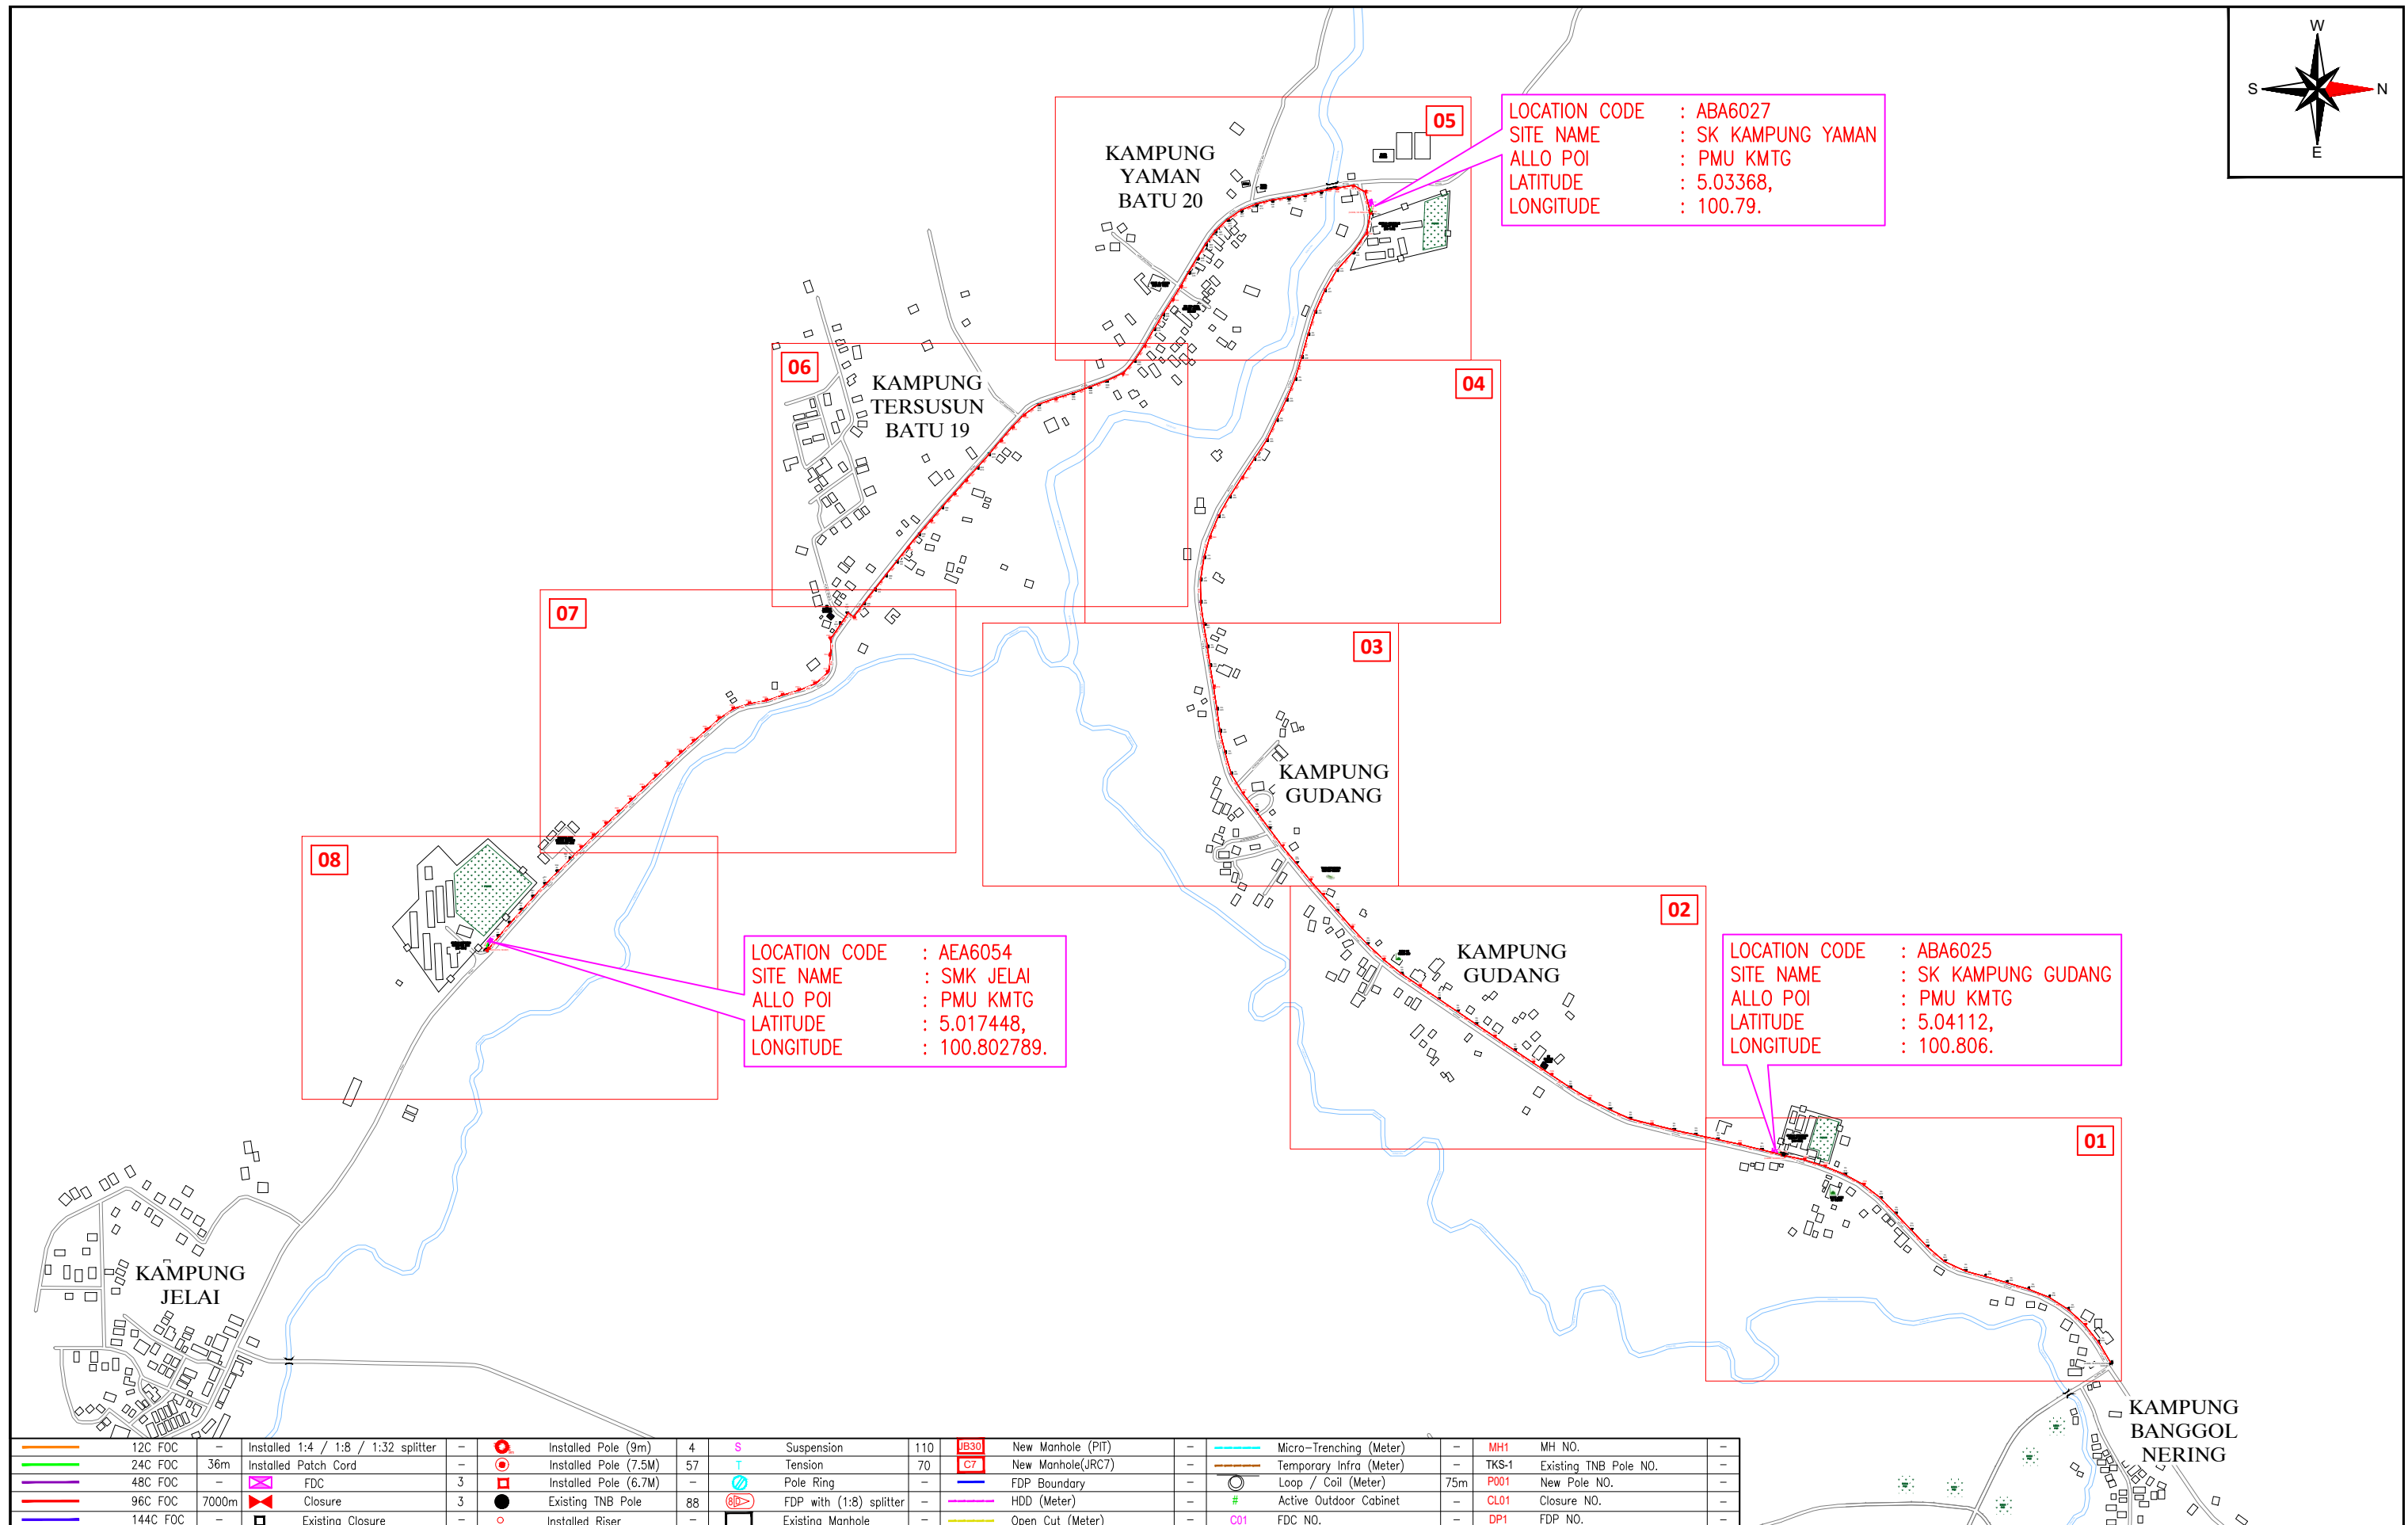 W
S N
E
05
LOCATION CODE : ABA6027
SITE NAME : SK KAMPUNG YAMAN
ALLO POI : PMU KMTG
LATITUDE : 5.03368,
LONGITUDE : 100.79.
KAMPUNG
YAMAN
BATU 20
06
KAMPUNG
TERSUSUN
BATU 19
04
07
03
KAMPUNG
GUDANG
08
02
KAMPUNG
GUDANG
LOCATION CODE : AEA6054
SITE NAME : SMK JELAI
ALLO POI : PMU KMTG
LATITUDE : 5.017448,
LONGITUDE : 100.802789.
LOCATION CODE : ABA6025
SITE NAME : SK KAMPUNG GUDANG
ALLO POI : PMU KMTG
LATITUDE : 5.04112,
LONGITUDE : 100.806.
01
KAMPUNG
JELAI
KAMPUNG
BANGGOL
NERING
12C FOC – Installed 1:4 / 1:8 / 1:32 splitter – Installed Pole (9m) 4 S Suspension 110 JB30 New Manhole (PIT) – Micro-Trenching (Meter) – MH1 MH NO. –
24C FOC 36m Installed Patch Cord – Installed Pole (7.5M) 57 T Tension 70 C7 New Manhole(JRC7) – Temporary Infra (Meter) – TKS-1 Existing TNB Pole NO. –
48C FOC – FDC 3 Installed Pole (6.7M) – Pole Ring – FDP Boundary – Loop / Coil (Meter) 75m P001 New Pole NO. –
96C FOC 7000m Closure 3 Existing TNB Pole 88 FDP with (1:8) splitter – HDD (Meter) – # Active Outdoor Cabinet – CL01 Closure NO. –
144C FOC – Existing Closure – Installed Riser – Existing Manhole – Open Cut (Meter) – C01 FDC NO. – DP1 FDP NO. –